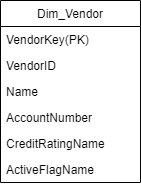 Dim_Vendor
VendorKey(PK)
VendorID
Name
AccountNumber
CreditRatingName
ActiveFlagName